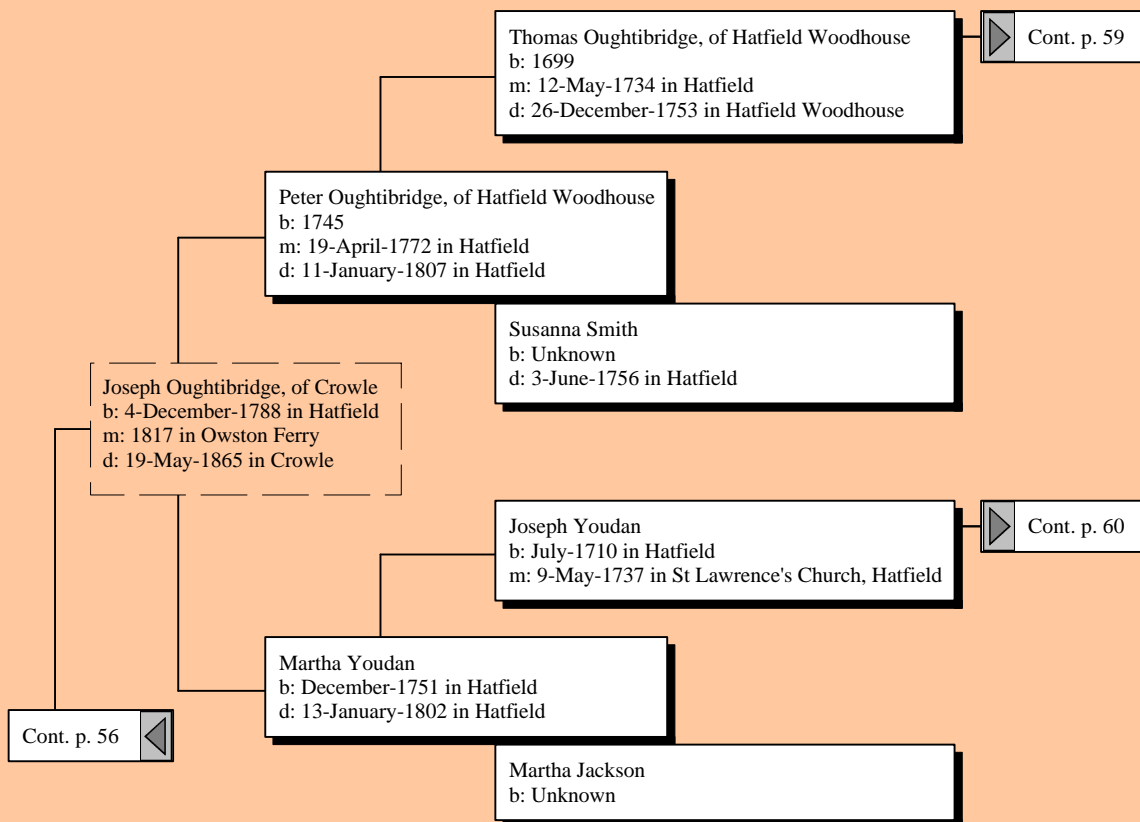 Thomas Oughtibridge, of Hatfield Woodhouse
b: 1699
m: 12-May-1734 in Hatfield
d: 26-December-1753 in Hatfield Woodhouse
Cont. p. 59
Peter Oughtibridge, of Hatfield Woodhouse
b: 1745
m: 19-April-1772 in Hatfield
d: 11-January-1807 in Hatfield
Susanna Smith
b: Unknown
d: 3-June-1756 in Hatfield
Joseph Oughtibridge, of Crowle
b: 4-December-1788 in Hatfield
m: 1817 in Owston Ferry
d: 19-May-1865 in Crowle
Joseph Youdan
b: July-1710 in Hatfield
m: 9-May-1737 in St Lawrence's Church, Hatfield
Cont. p. 60
Martha Youdan
b: December-1751 in Hatfield
d: 13-January-1802 in Hatfield
Cont. p. 56
Martha Jackson
b: Unknown